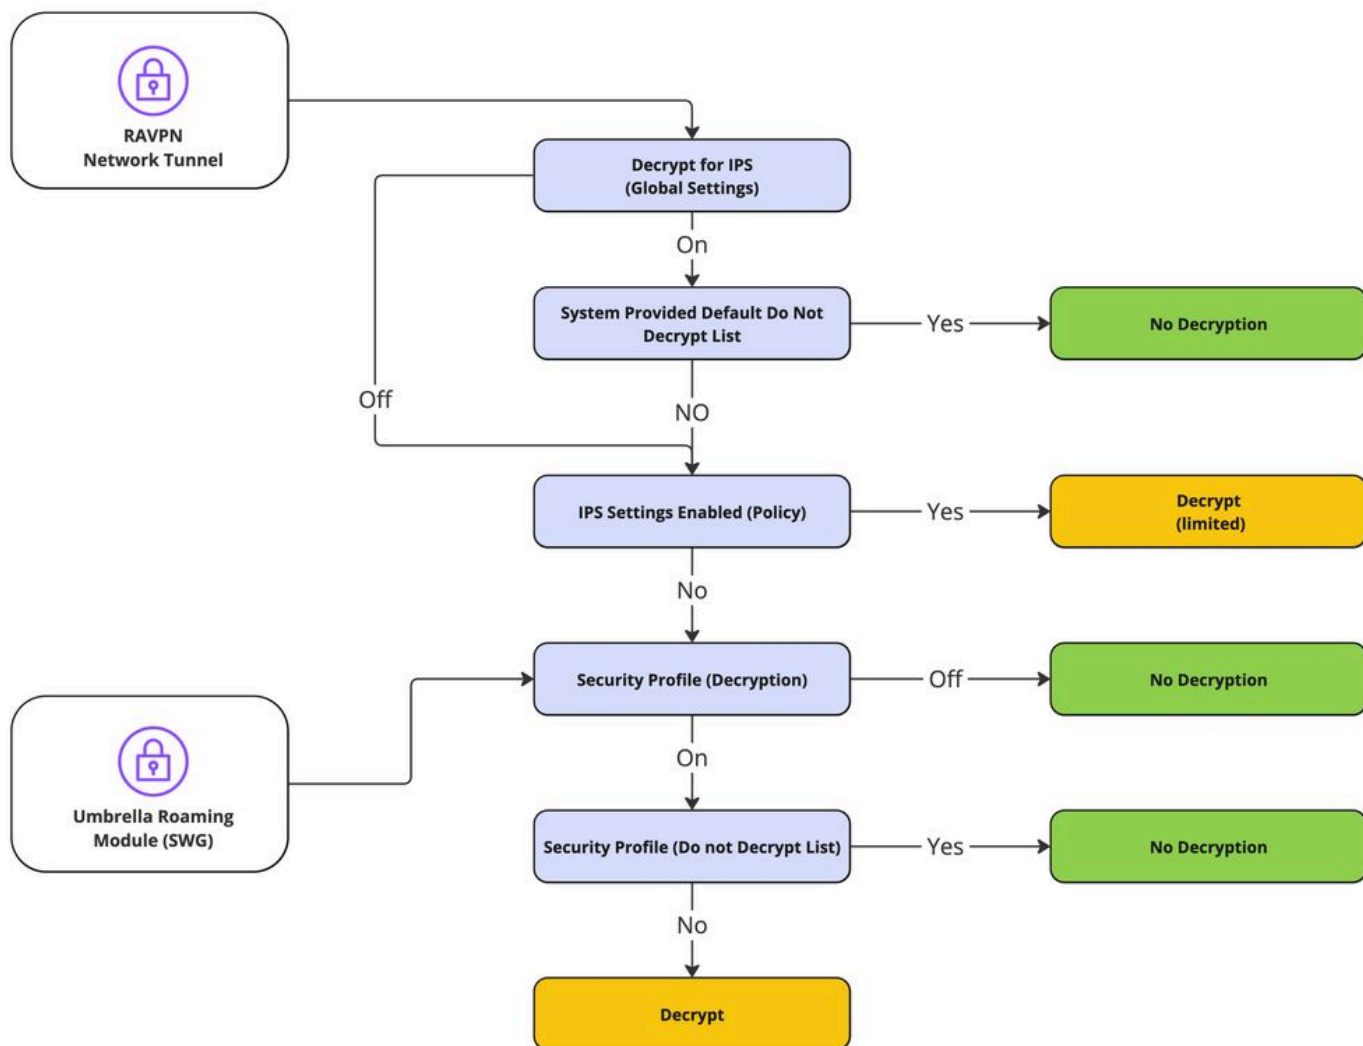 RAVPN
Network Tunnel
Decrypt for IPS
(Global Settings)
On
System Provided Default Do Not
Decrypt List
Yes
No Decryption
Off
NO
IPS Settings Enabled (Policy)
Yes
Decrypt
(limited)
No
Security Profile (Decryption)
Off
No Decryption
Umbrella Roaming
Module (SWG)
On
Security Profile (Do not Decrypt List)
Yes
No Decryption
No
Decrypt